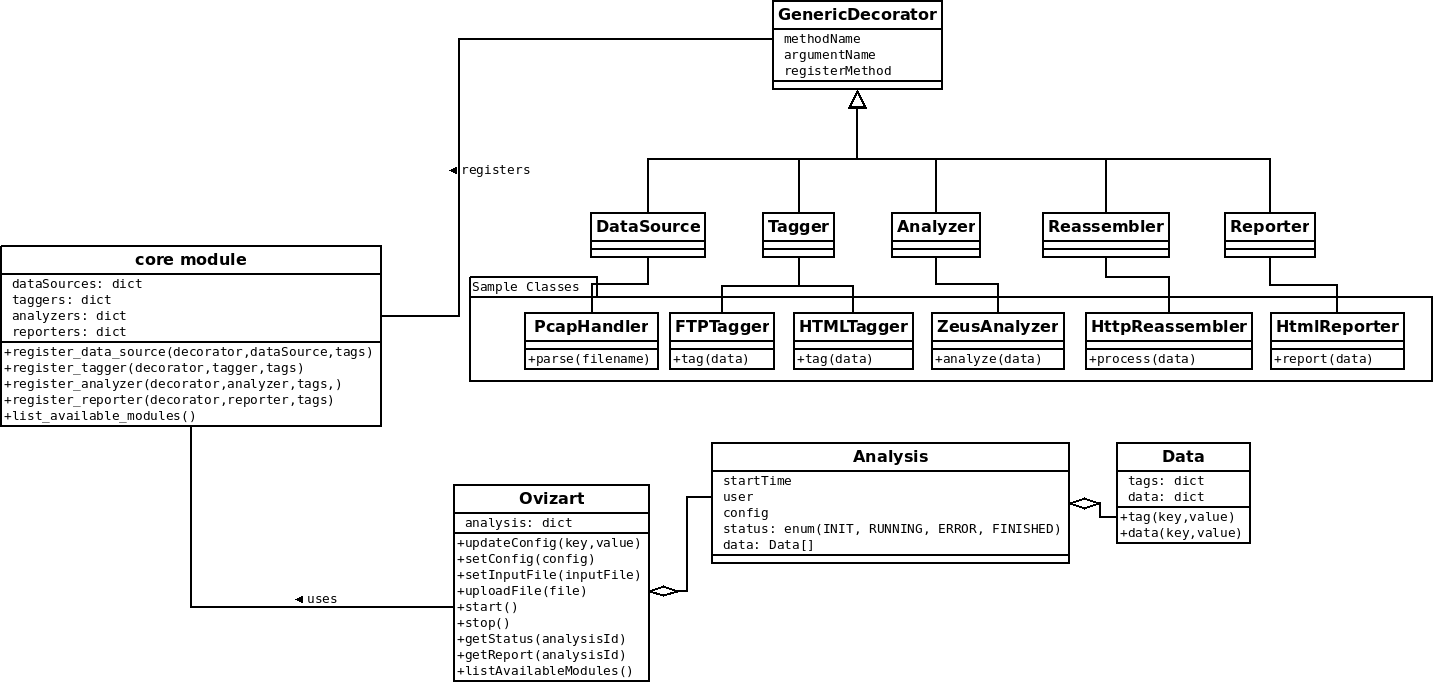 GenericDecorator
methodName
argumentName
registerMethod
registers
DataSource
Tagger
Analyzer
Reassembler
Reporter
core module
dataSources: dict
taggers: dict
analyzers: dict
reporters: dict
+register_data_source(decorator,dataSource,tags)
+register_tagger(decorator,tagger,tags)
+register_analyzer(decorator,analyzer,tags,)
+register_reporter(decorator,reporter,tags)
+list_available_modules()
Sample Classes
PcapHandler
+parse(filename)
FTPTagger
+tag(data)
HTMLTagger
+tag(data)
ZeusAnalyzer
+analyze(data)
HttpReassembler
+process(data)
HtmlReporter
+report(data)
uses
Ovizart
analysis: dict
+updateConfig(key,value)
+setConfig(config)
+setInputFile(inputFile)
+uploadFile(file)
+start()
+stop()
+getStatus(analysisId)
+getReport(analysisId)
+listAvailableModules()
Analysis
startTime
user
config
status: enum(INIT, RUNNING, ERROR, FINISHED)
data: Data[]
Data
tags: dict
data: dict
+tag(key,value)
+data(key,value)